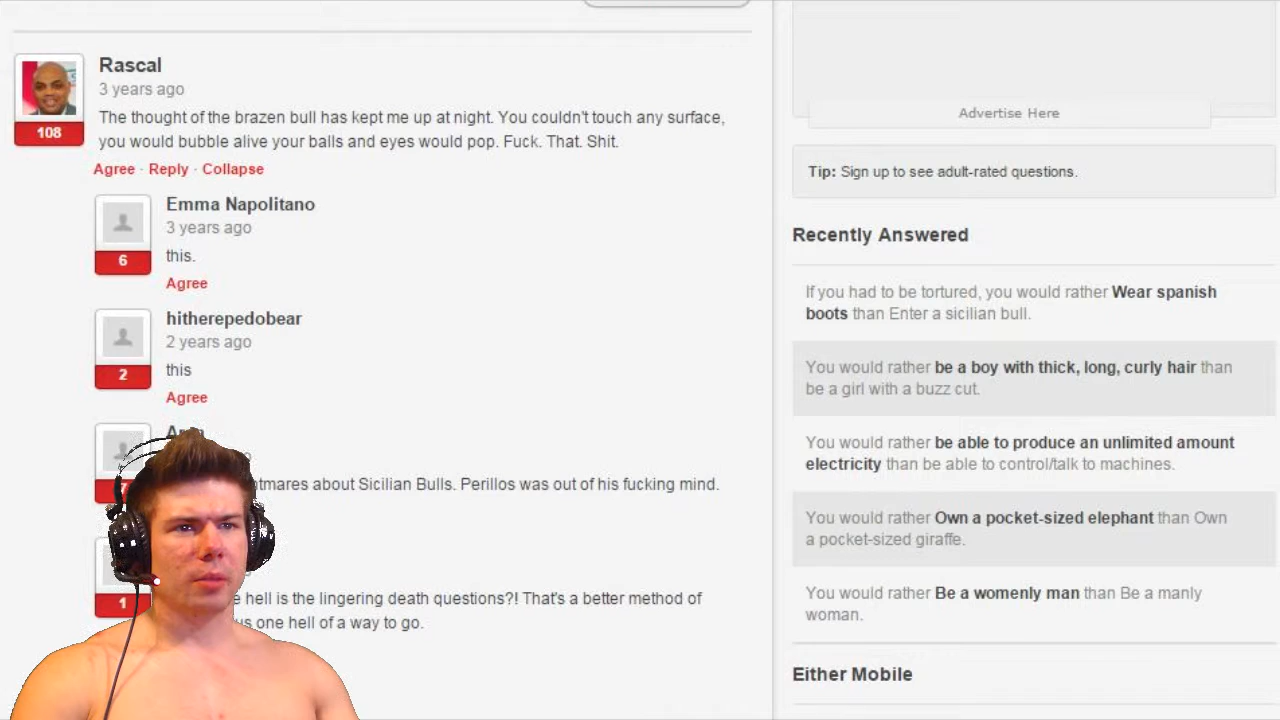 Rascal
3 years ago
The thought of the brazen bull has kept me up at night. You couldn't touch any surface,
you would bubble alive your balls and eyes would pop. Fuck. That. Shit.
108
Agree · Reply · Collapse
Emma Napolitano
3 years ago
this.
6
Agree
hitherepedobear
2 years ago
this
2
Agree
about Sicilian Bulls. Perillos was out of his fucking mind.
hell is the lingering death questions?! That's a better method of
1
one hell of a way to go.
Advertise Here
Tip: Sign up to see adult-rated questions.
Recently Answered
If you had to be tortured, you would rather Wear spanish
boots than Enter a sicilian bull.
You would rather be a boy with thick, long, curly hair than
be a girl with a buzz cut.
You would rather be able to produce an unlimited amount
electricity than be able to control/talk to machines.
You would rather Own a pocket-sized elephant than Own
a pocket-sized giraffe.
You would rather Be a womenly man than Be a manly
woman.
Either Mobile